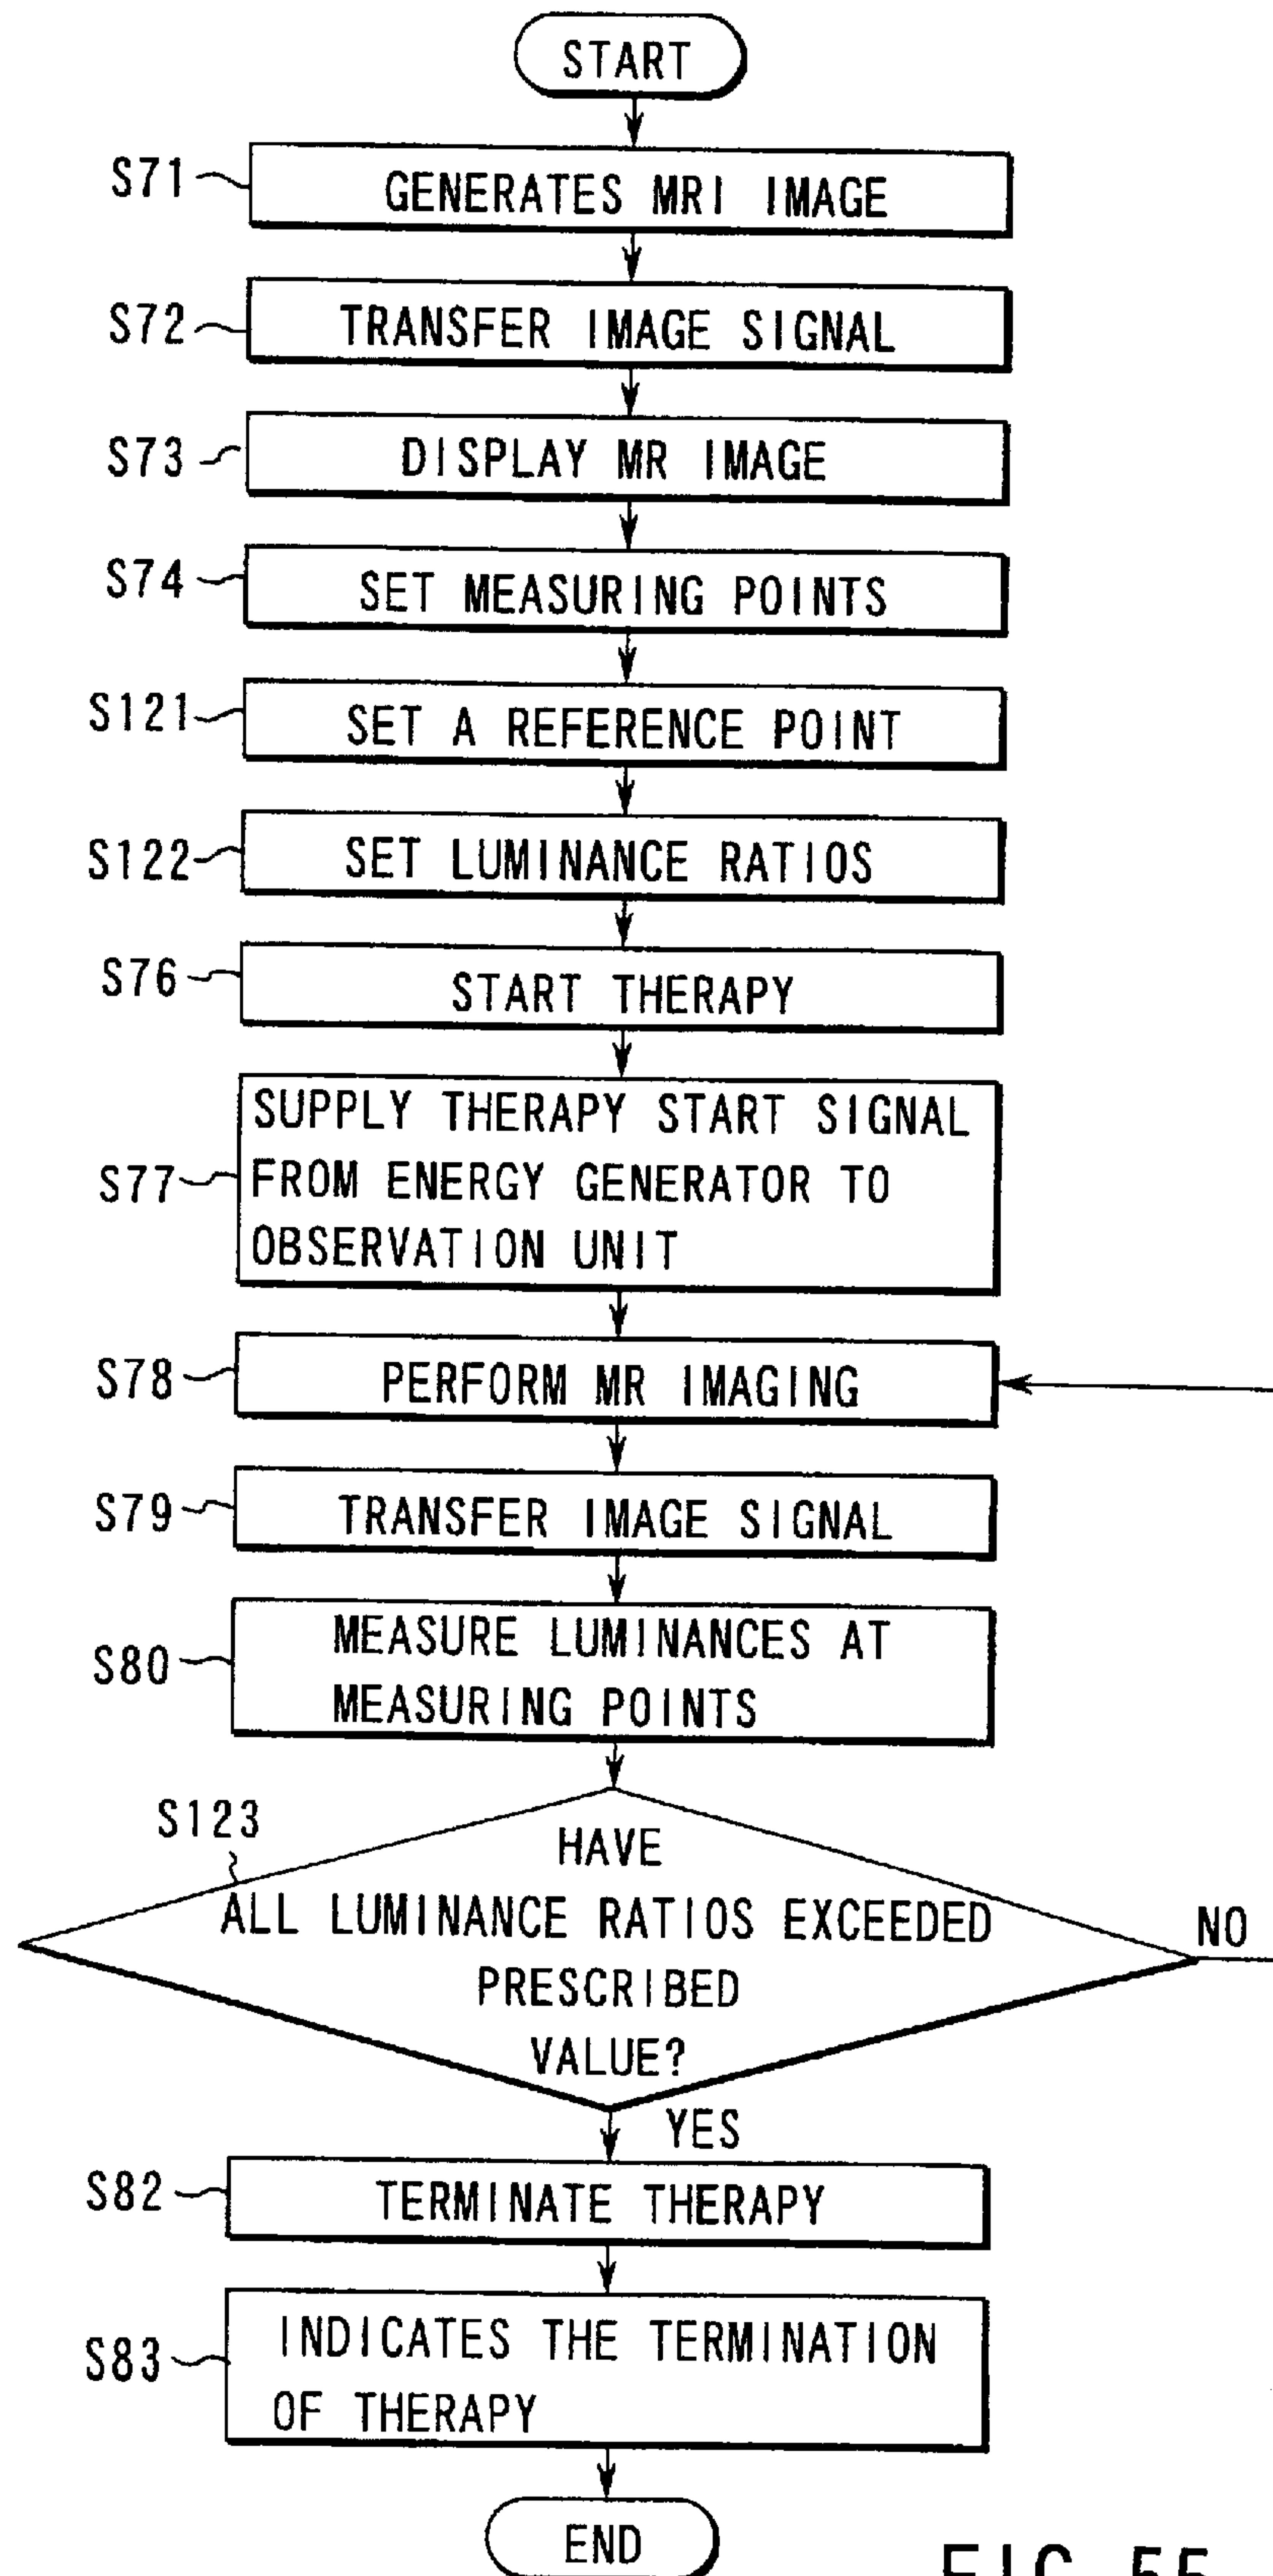 START
S71
GENERATES MRI IMAGE
S72
TRANSFER IMAGE SIGNAL
S73
DISPLAY MR IMAGE
S74
SET MEASURING POINTS
S121
SET A REFERENCE POINT
S122
SET LUMINANCE RATIOS
S76
START THERAPY
S77
SUPPLY THERAPY START SIGNAL
FROM ENERGY GENERATOR TO
OBSERVATION UNIT
S78
PERFORM MR IMAGING
S79
TRANSFER IMAGE SIGNAL
S80
MEASURE LUMINANCES AT
MEASURING POINTS
S123
HAVE
ALL LUMINANCE RATIOS EXCEEDED
PRESCRIBED
VALUE?
NO
YES
S82
TERMINATE THERAPY
S83
INDICATES THE TERMINATION
OF THERAPY
END
FIG. 55